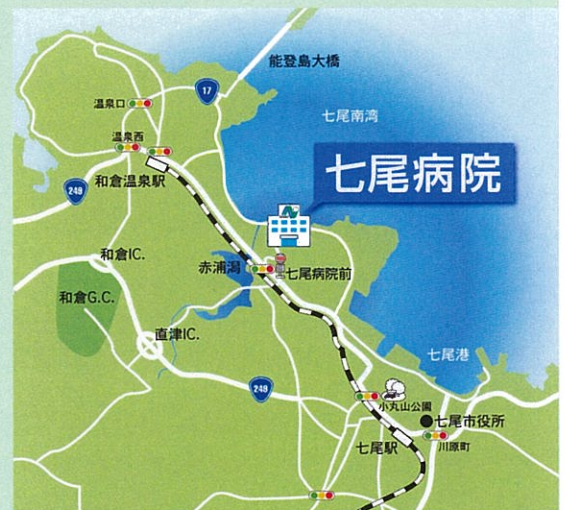 能登島大橋
17
温泉口
七尾南湾
温泉西
七尾病院
和倉温泉駅
249
和倉IC.
赤浦潟
七尾病院前
和倉G.C.
直津IC.
七尾港
249
小丸山公園
七尾市役所
七尾駅
川原町